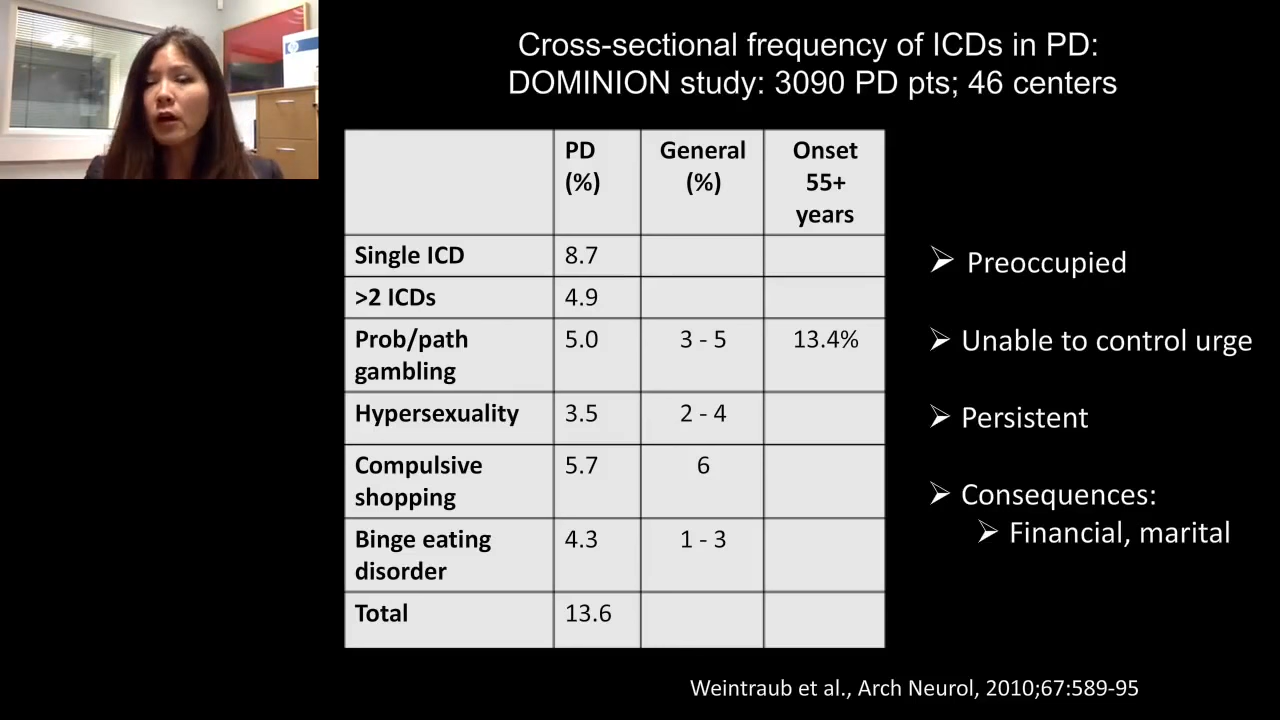 Cross-sectional frequency of ICDs in PD:
DOMINION study: 3090 PD pts; 46 centers
PD (%) General (%) Onset 55+ years
Single ICD 8.7
>2 ICDs 4.9
Prob/path gambling 5.0 3 - 5 13.4%
Hypersexuality 3.5 2 - 4
Compulsive shopping 5.7 6
Binge eating disorder 4.3 1 - 3
Total 13.6
➢ Preoccupied
➢ Unable to control urge
➢ Persistent
➢ Consequences:
➢ Financial, marital
Weintraub et al., Arch Neurol, 2010;67:589-95